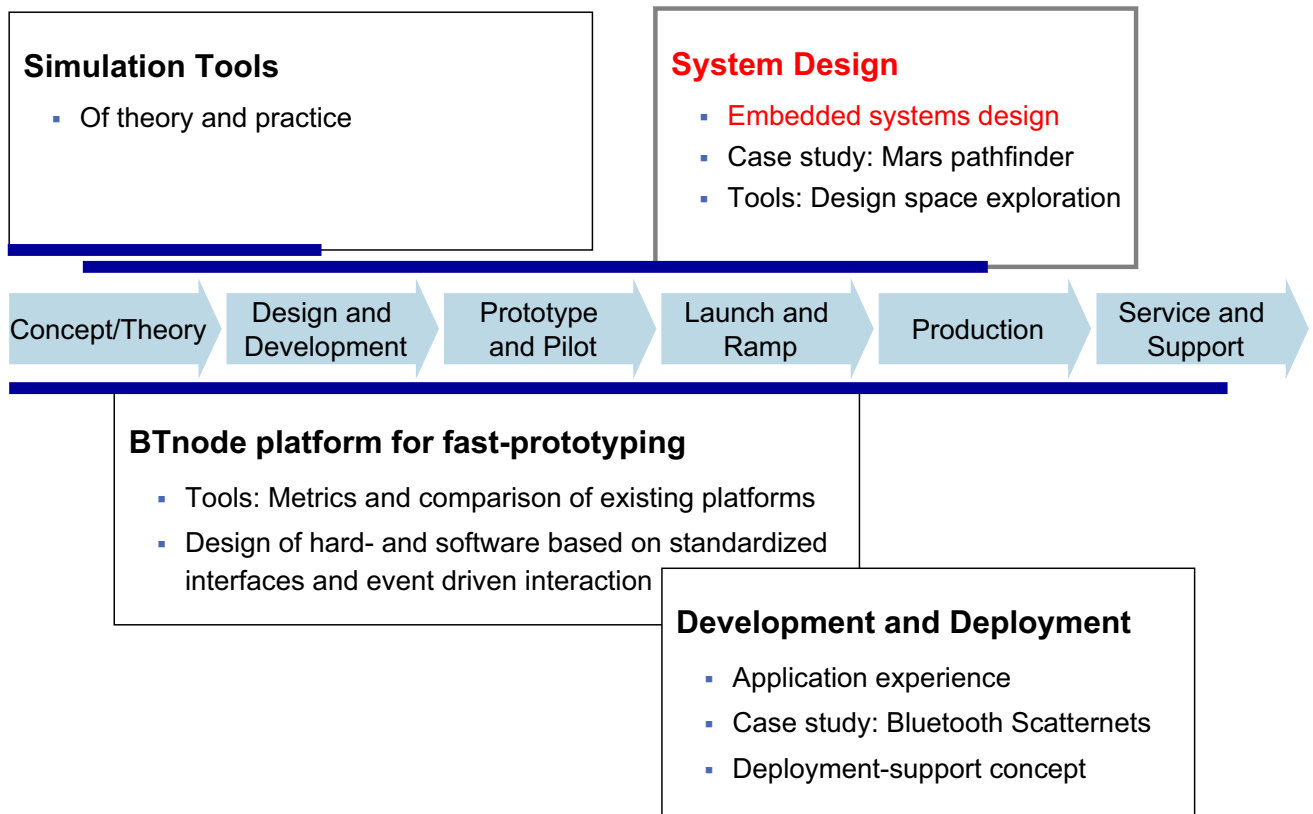 Simulation Tools
▪ Of theory and practice
System Design
▪ Embedded systems design
▪ Case study: Mars pathfinder
▪ Tools: Design space exploration
Concept/Theory
Design and
Development
Prototype
and Pilot
Launch and
Ramp
Production
Service and
Support
BTnode platform for fast-prototyping
▪ Tools: Metrics and comparison of existing platforms
▪ Design of hard- and software based on standardized
interfaces and event driven interaction
Development and Deployment
▪ Application experience
▪ Case study: Bluetooth Scatternets
▪ Deployment-support concept